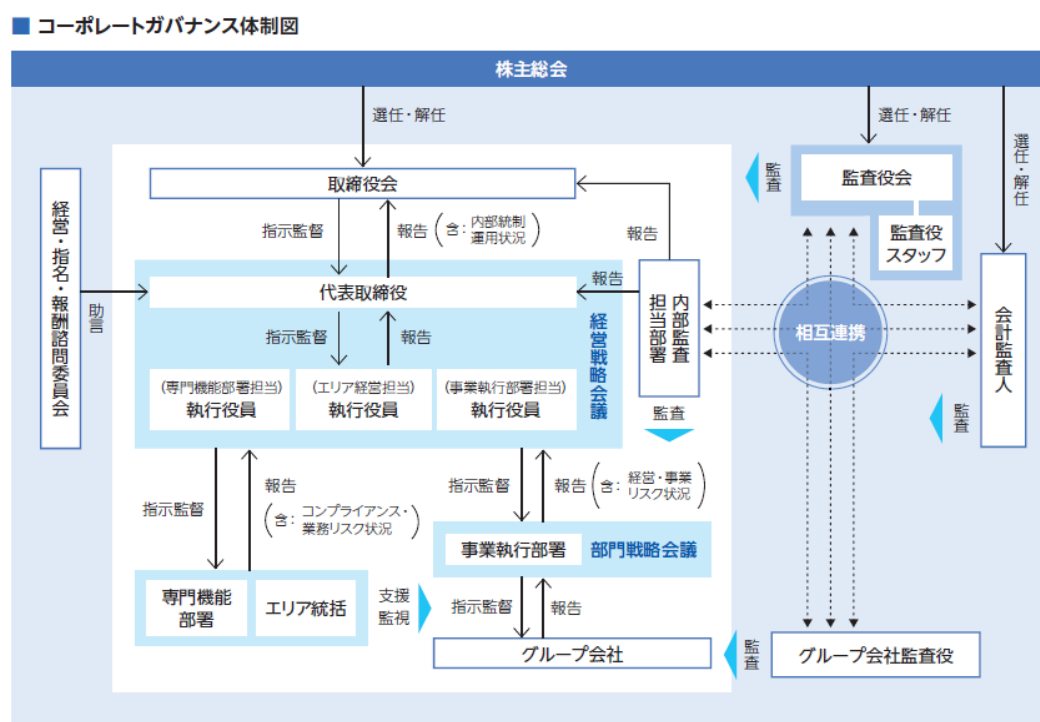 ■ コーポレートガバナンス体制図
株主総会
選任・解任
選任・解任
選任・解任
取締役会
監査
監査役会
監査役
スタッフ
経営・指名・報酬諮問委員会
指示監督
報告
(含: 内部統制
運用状況)
報告
助言
代表取締役
報告
内部監査
担当部署
相互連携
会計監査人
指示監督
報告
経営戦略会議
(専門機能部署担当)
執行役員
(エリア経営担当)
執行役員
(事業執行部署担当)
執行役員
監査
監査
指示監督
報告
(含: コンプライアンス・
業務リスク状況)
指示監督
報告
(含: 経営・事業
リスク状況)
事業執行部署
部門戦略会議
専門機能
部署
エリア統括
支援
監視
指示監督
報告
グループ会社
監査
グループ会社監査役